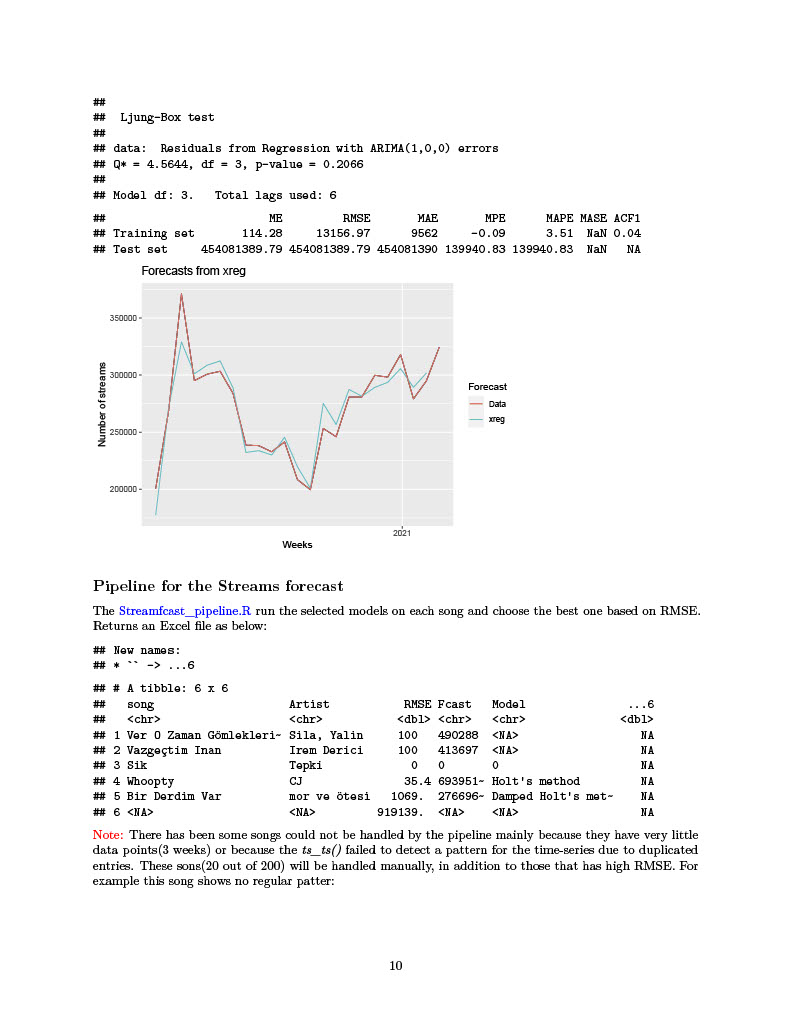 ##
##  Ljung-Box test
##
## data:  Residuals from Regression with ARIMA(1,0,0) errors
## Q* = 4.5644, df = 3, p-value = 0.2066
##
## Model df: 3.   Total lags used: 6
##                        ME         RMSE       MAE       MPE      MAPE MASE ACF1
## Training set       114.28     13156.97      9562     -0.09      3.51  NaN 0.04
## Test set     454081389.79 454081389.79 454081390 139940.83 139940.83  NaN   NA
Forecasts from xreg
350000
300000
250000
200000
Number of streams
2021
Weeks
Forecast
Data
xreg
Pipeline for the Streams forecast
The Streamfcast_pipeline.R run the selected models on each song and choose the best one based on RMSE.
Returns an Excel file as below:
## New names:
## * `` -> ...6
## # A tibble: 6 x 6
##   song                   Artist           RMSE Fcast   Model               ...6
##   <chr>                  <chr>           <dbl> <chr>   <chr>              <dbl>
## 1 Ver O Zaman Gömlekleri~ Sila, Yalin     100   490288  <NA>                  NA
## 2 Vazgeçtim Inan         Irem Derici     100   413697  <NA>                  NA
## 3 Sik                    Tepki             0   0       0                     NA
## 4 Whoopty                CJ               35.4 693951~ Holt's method         NA
## 5 Bir Derdim Var         mor ve ötesi   1069.  276696~ Damped Holt's met~    NA
## 6 <NA>                   <NA>         919139.  <NA>    <NA>                  NA
Note: There has been some songs could not be handled by the pipeline mainly because they have very little
data points(3 weeks) or because the ts_ts() failed to detect a pattern for the time-series due to duplicated
entries. These sons(20 out of 200) will be handled manually, in addition to those that has high RMSE. For
example this song shows no regular patter:
10